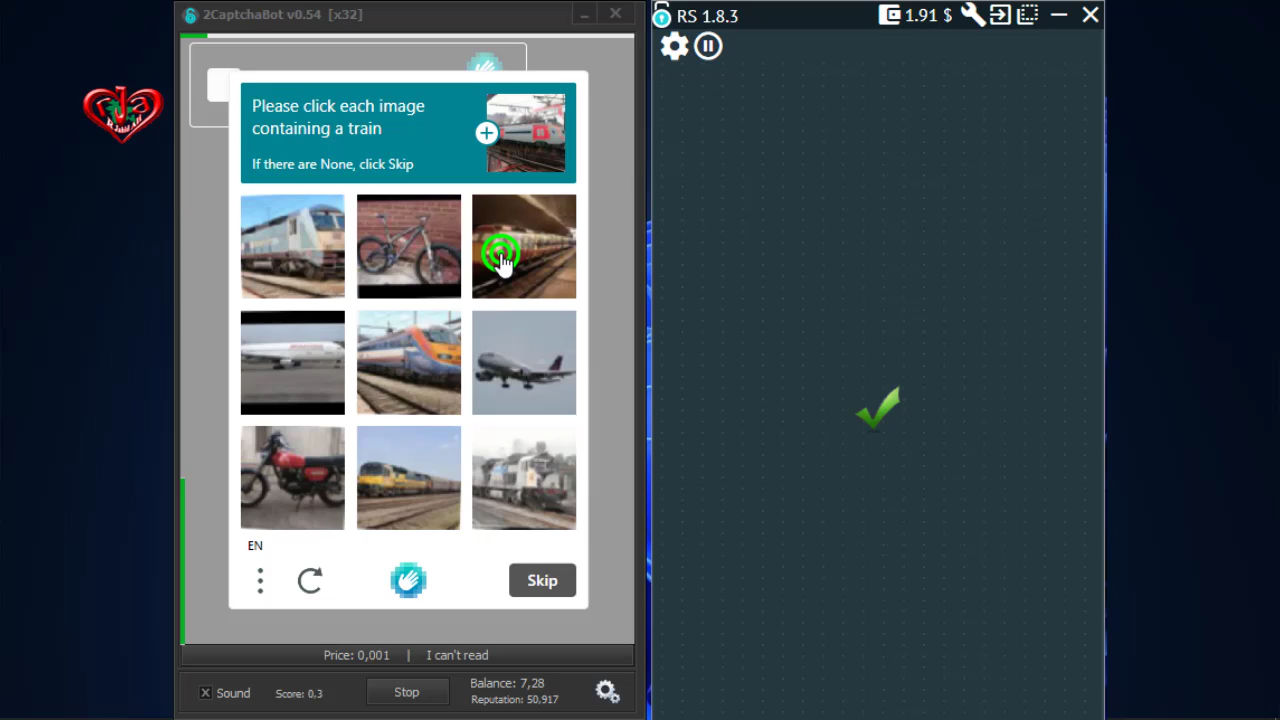 2CaptchaBot v0.54 [x32]
RS 1.8.3
1.91 $
Please click each image
containing a train
If there are None, click Skip
EN
Skip
Price: 0,001 | I can't read
Sound
Score: 0,3
Stop
Balance: 7,28
Reputation: 50,917